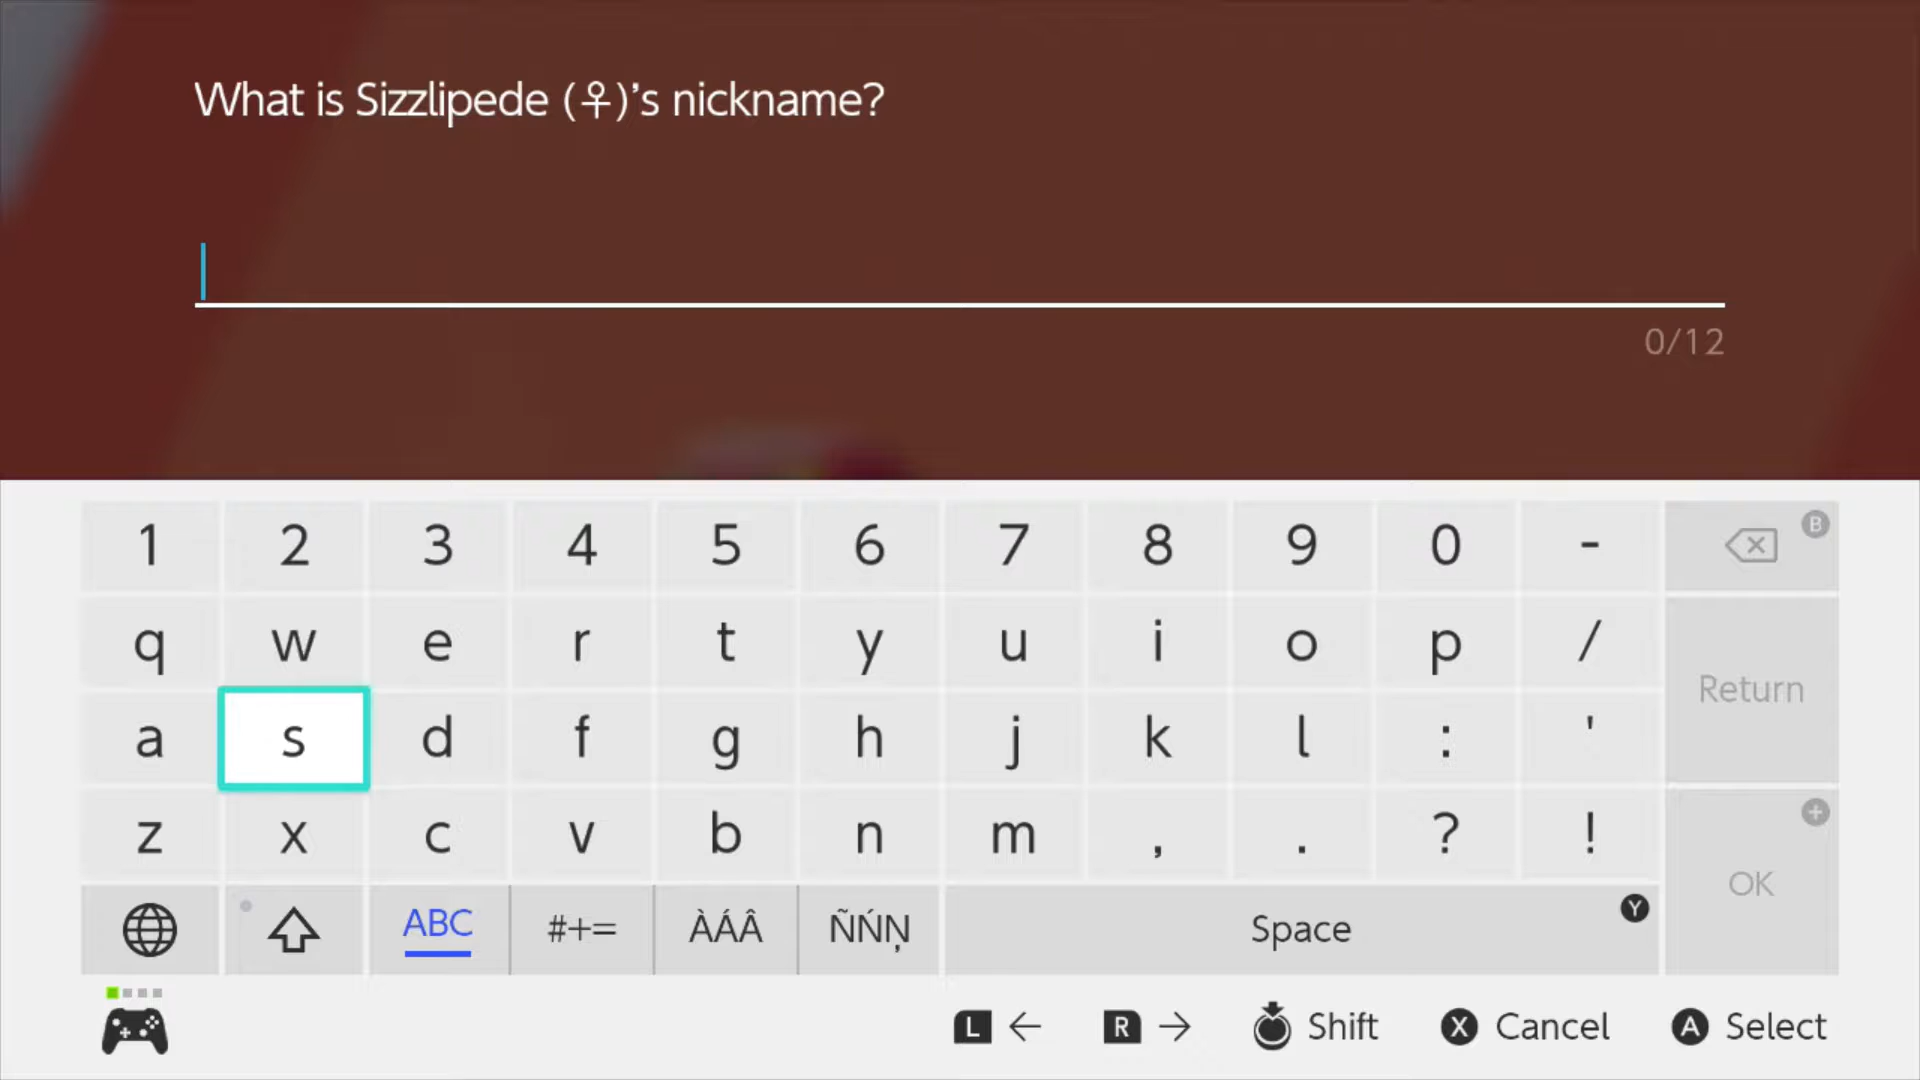 What is Sizzlipede (♀)'s nickname?
0/12
1 2 3 4 5 6 7 8 9 0 - B
q w e r t y u i o p /
a s d f g h j k l : ' Return
z x c v b n m , . ? ! +
ABC #+= ÀÁÂ ÑŃŅ Space Y OK
L ← R → Shift X Cancel A Select